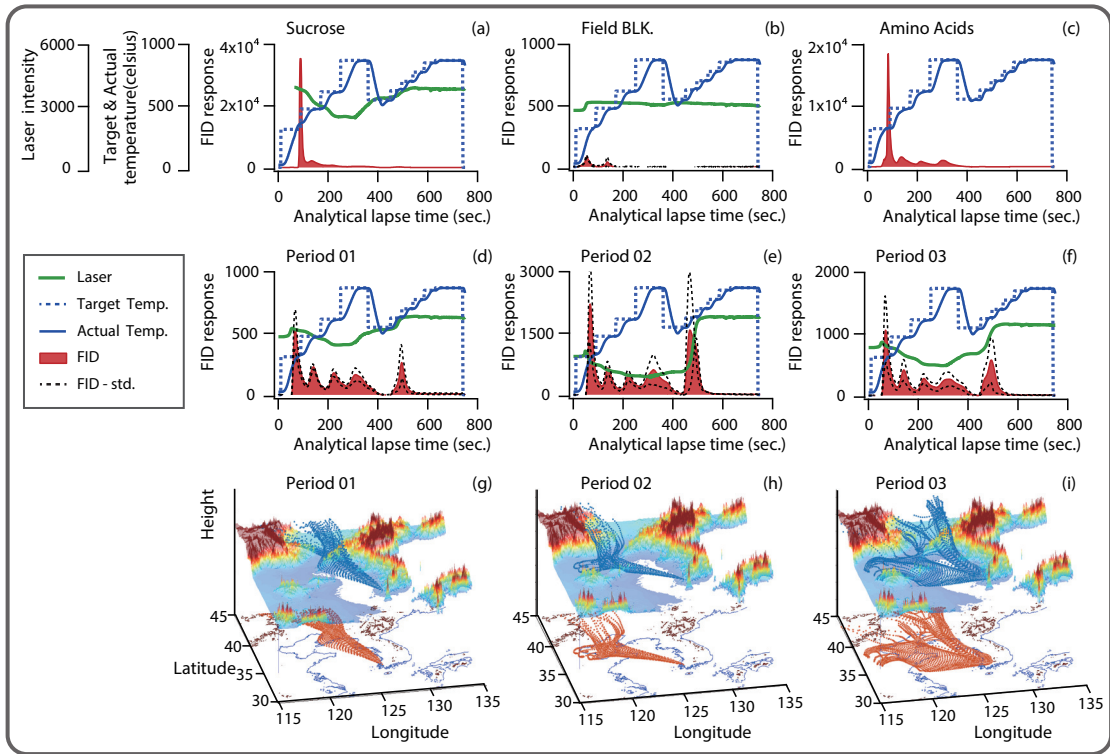 Laser intensity
6000
3000
0
Target & Actual
temperature(celsius)
1000
500
0
Sucrose
(a)
FID response
4x10⁴
2x10⁴
0
0 200 400 600 800
Analytical lapse time (sec.)
Field BLK.
(b)
FID response
1000
500
0
0 200 400 600 800
Analytical lapse time (sec.)
Amino Acids
(c)
FID response
2x10⁴
1x10⁴
0
0 200 400 600 800
Analytical lapse time (sec.)
Laser
Target Temp.
Actual Temp.
FID
FID - std.
Period 01
(d)
FID response
1000
500
0
0 200 400 600 800
Analytical lapse time (sec.)
Period 02
(e)
FID response
3000
1500
0
0 200 400 600 800
Analytical lapse time (sec.)
Period 03
(f)
FID response
2000
1000
0
0 200 400 600 800
Analytical lapse time (sec.)
Period 01
(g)
Height
45
40
35
30
Latitude
115 120 125 130 135
Longitude
Period 02
(h)
45
40
35
30
115 120 125 130 135
Longitude
Period 03
(i)
45
40
35
30
115 120 125 130 135
Longitude